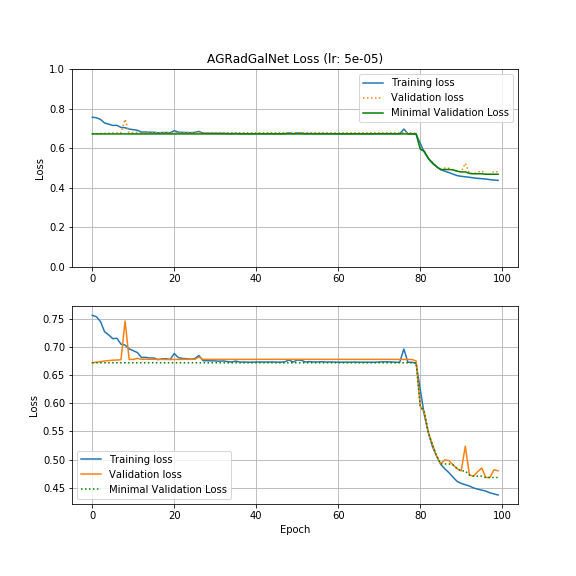 AGRadGalNet Loss (lr: 5e-05)
1.0
0.8
0.6
0.4
0.2
0.0
Loss
Training loss
Validation loss
Minimal Validation Loss
0 20 40 60 80 100
0.75
0.70
0.65
0.60
0.55
0.50
0.45
Loss
Training loss
Validation loss
Minimal Validation Loss
0 20 40 60 80 100
Epoch